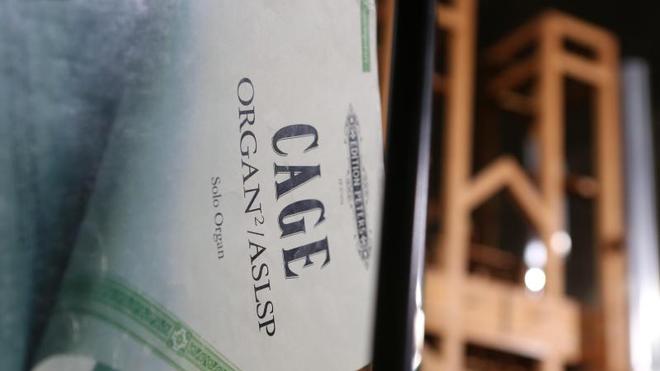 EDITION PETERS
CAGE
ORGAN²/ASLSP
Solo Organ